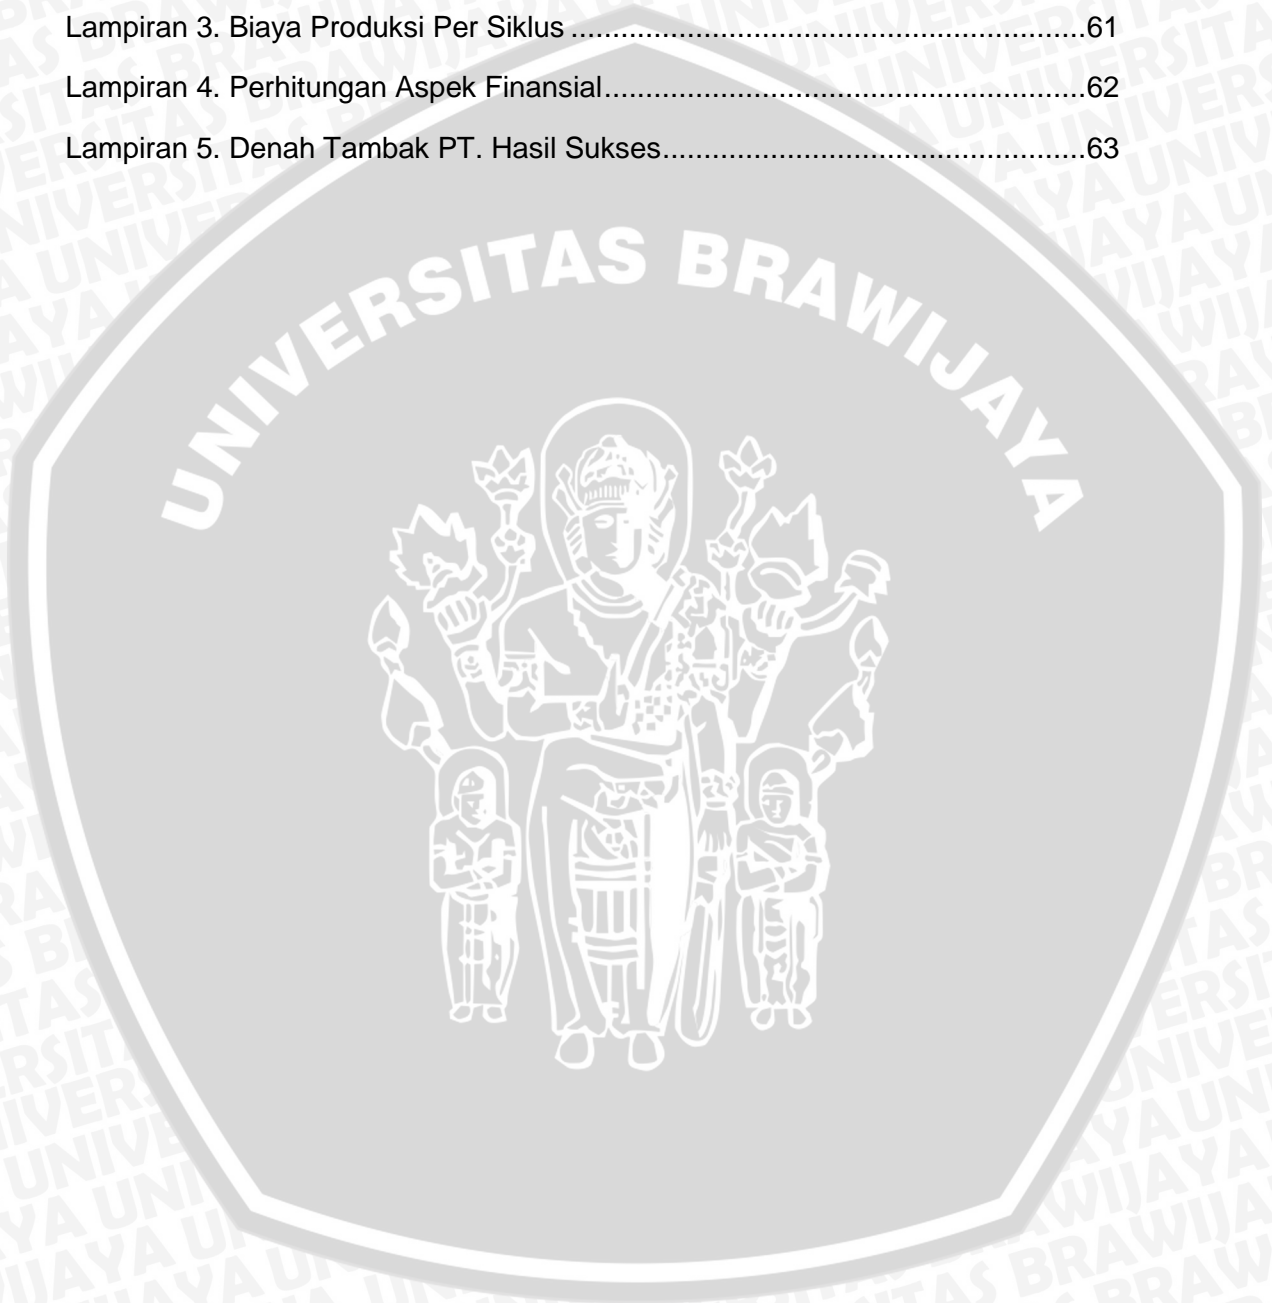 Lampiran 3. Biaya Produksi Per Siklus ...............................................................61
Lampiran 4. Perhitungan Aspek Finansial...........................................................62
Lampiran 5. Denah Tambak PT. Hasil Sukses....................................................63
UNIVERSITAS BRAWIJAYA